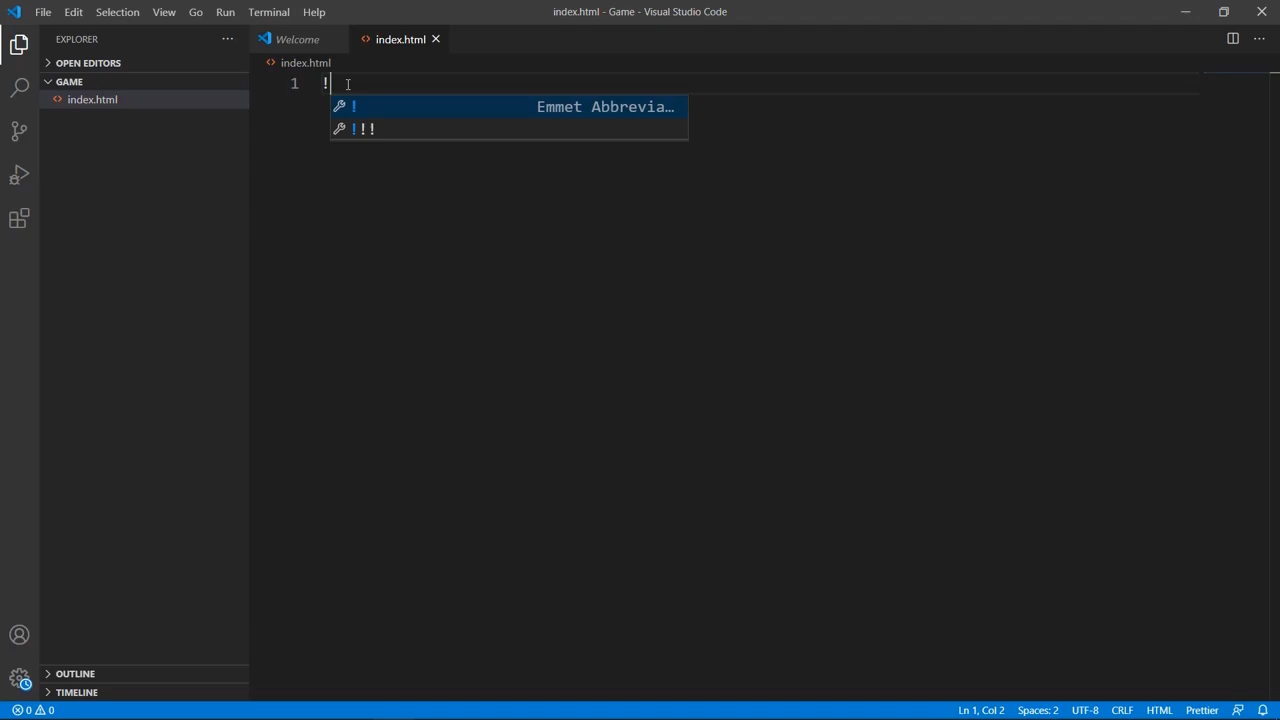 File Edit Selection View Go Run Terminal Help index.html - Game - Visual Studio Code
EXPLORER
OPEN EDITORS
GAME
index.html
OUTLINE
TIMELINE
Welcome index.html
index.html
1 !
! Emmet Abbrevia…
!!!
0 0 Ln 1, Col 2 Spaces: 2 UTF-8 CRLF HTML Prettier